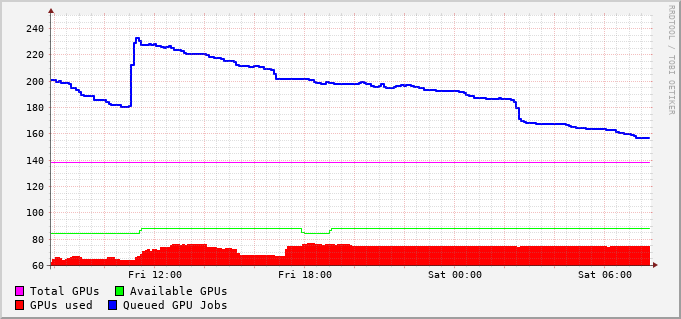 RRDTOOL / TOBI OETIKER
240
220
200
180
160
140
120
100
80
60
Fri 12:00 Fri 18:00 Sat 00:00 Sat 06:00
Total GPUs Available GPUs
GPUs used Queued GPU Jobs